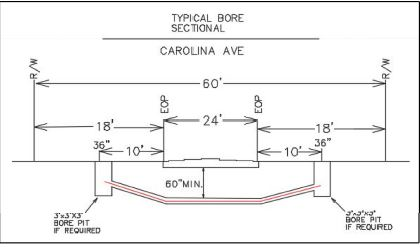 TYPICAL BORE
SECTIONAL
CAROLINA AVE
R/W
R/W
60'
EOP
EOP
24'
18'
18'
36"
10'
10'
36"
60"MIN.
3'x3'X3'
BORE PIT
IF REQUIRED
3'x3'x3'
BORE PIT
IF REQUIRED